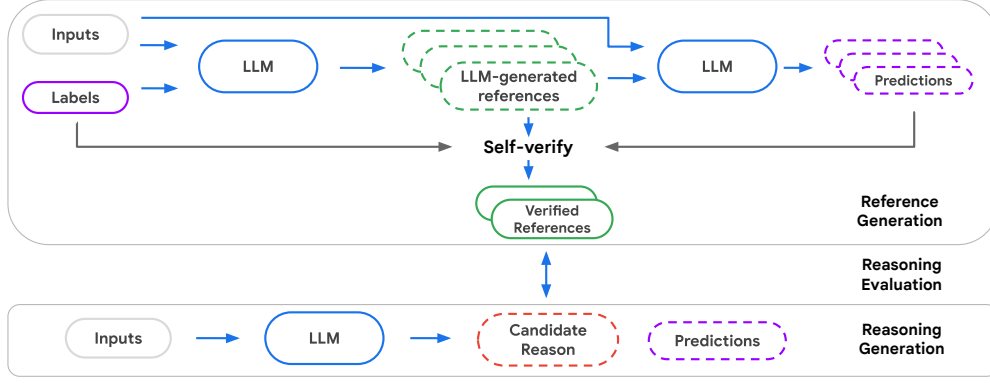 Inputs
LLM
LLM-generated
references
LLM
Predictions
Labels
Self-verify
Verified
References
Reference
Generation
Reasoning
Evaluation
Inputs
LLM
Candidate
Reason
Predictions
Reasoning
Generation